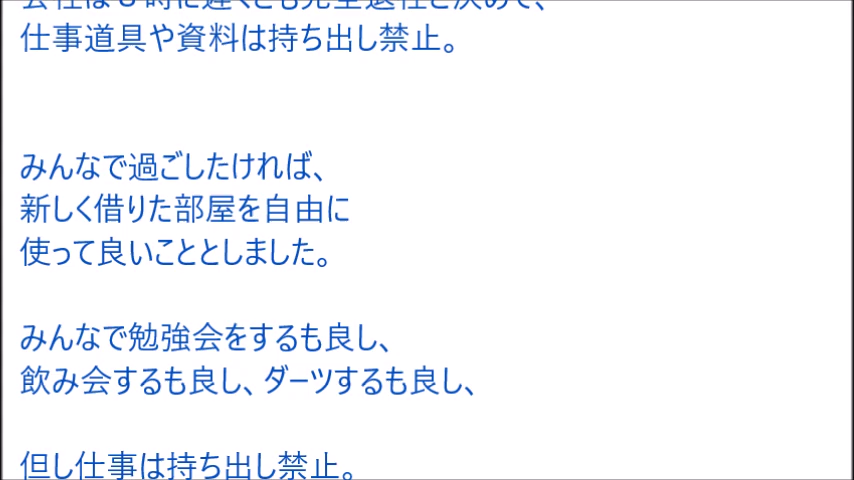 仕事道具や資料は持ち出し禁止。
みんなで過ごしたければ、
新しく借りた部屋を自由に
使って良いこととしました。
みんなで勉強会をするも良し、
飲み会するも良し、ダーツするも良し、
但し仕事は持ち出し禁止。